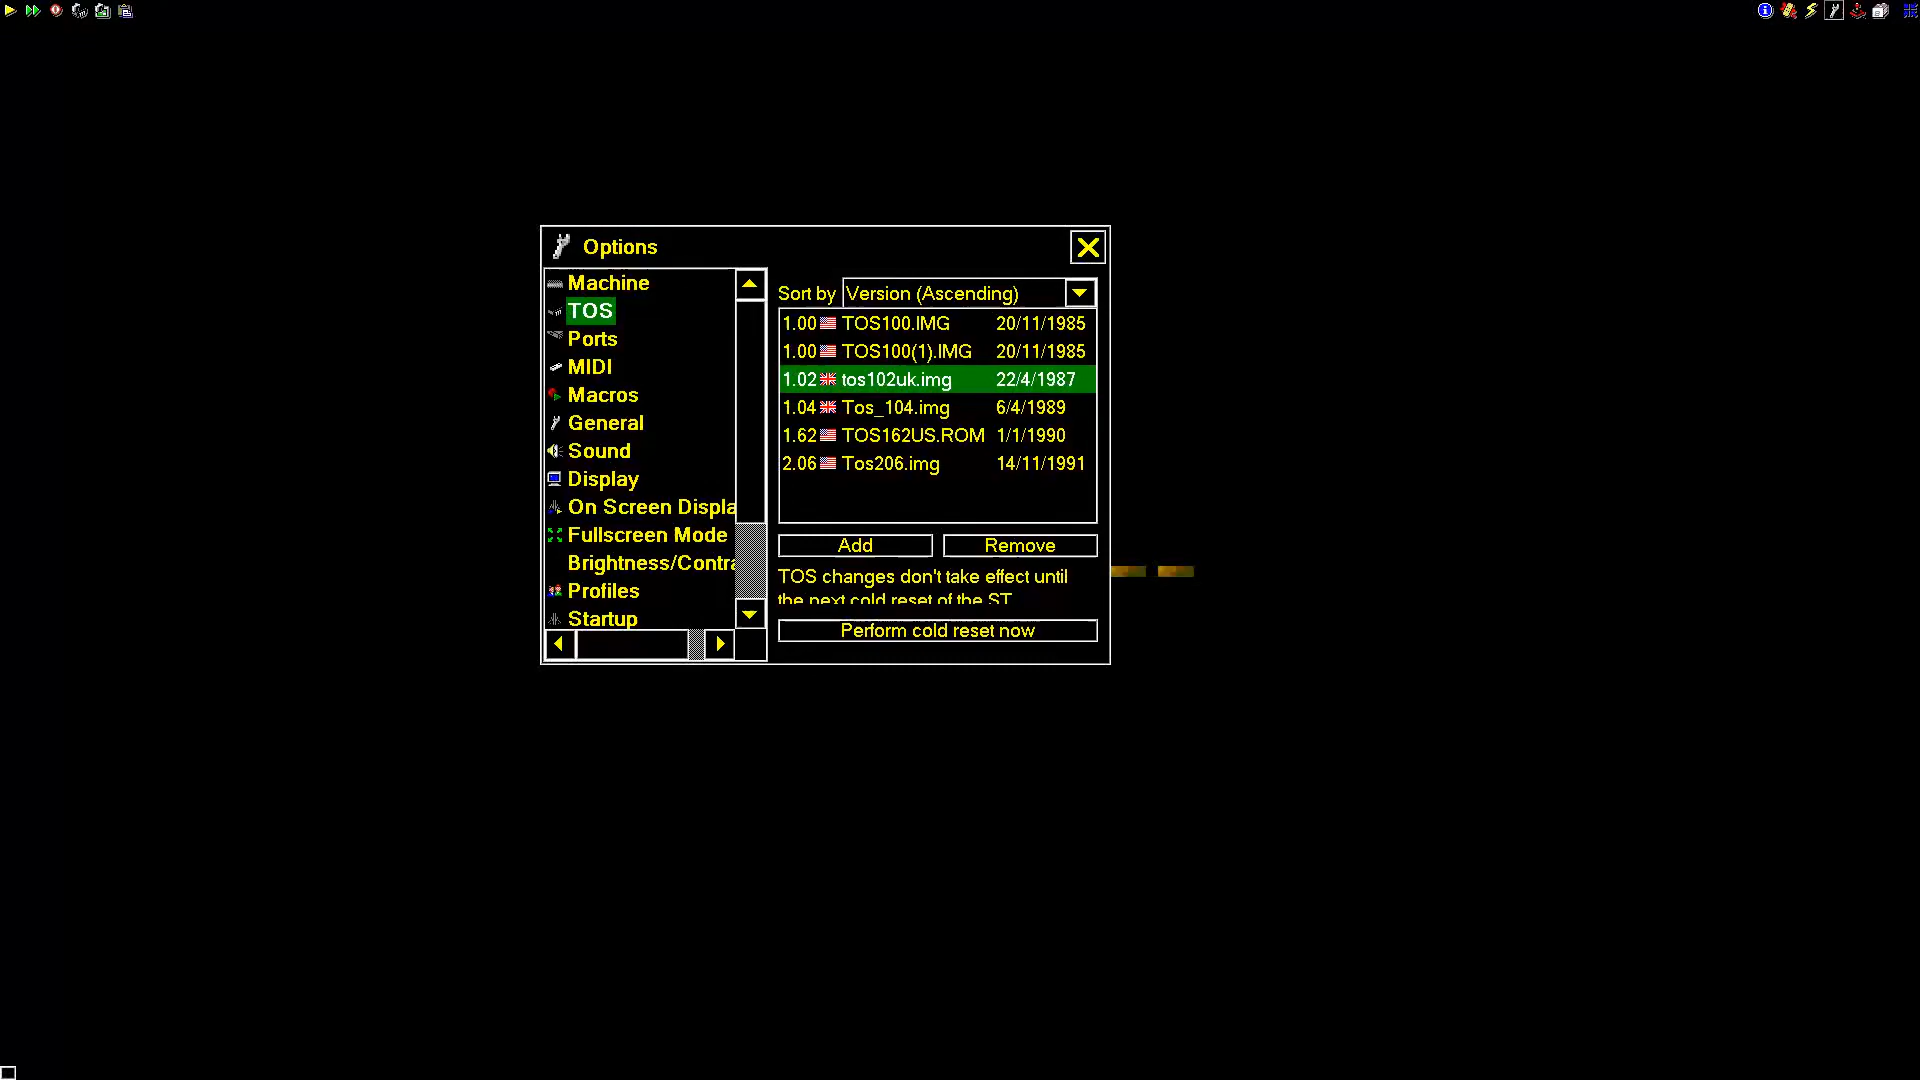 Options
Machine
TOS
Ports
MIDI
Macros
General
Sound
Display
On Screen Displa
Fullscreen Mode
Brightness/Contra
Profiles
Startup
Sort by Version (Ascending)
1.00 TOS100.IMG 20/11/1985
1.00 TOS100(1).IMG 20/11/1985
1.02 tos102uk.img 22/4/1987
1.04 Tos_104.img 6/4/1989
1.62 TOS162US.ROM 1/1/1990
2.06 Tos206.img 14/11/1991
Add Remove
TOS changes don't take effect until
the next cold reset of the ST
Perform cold reset now